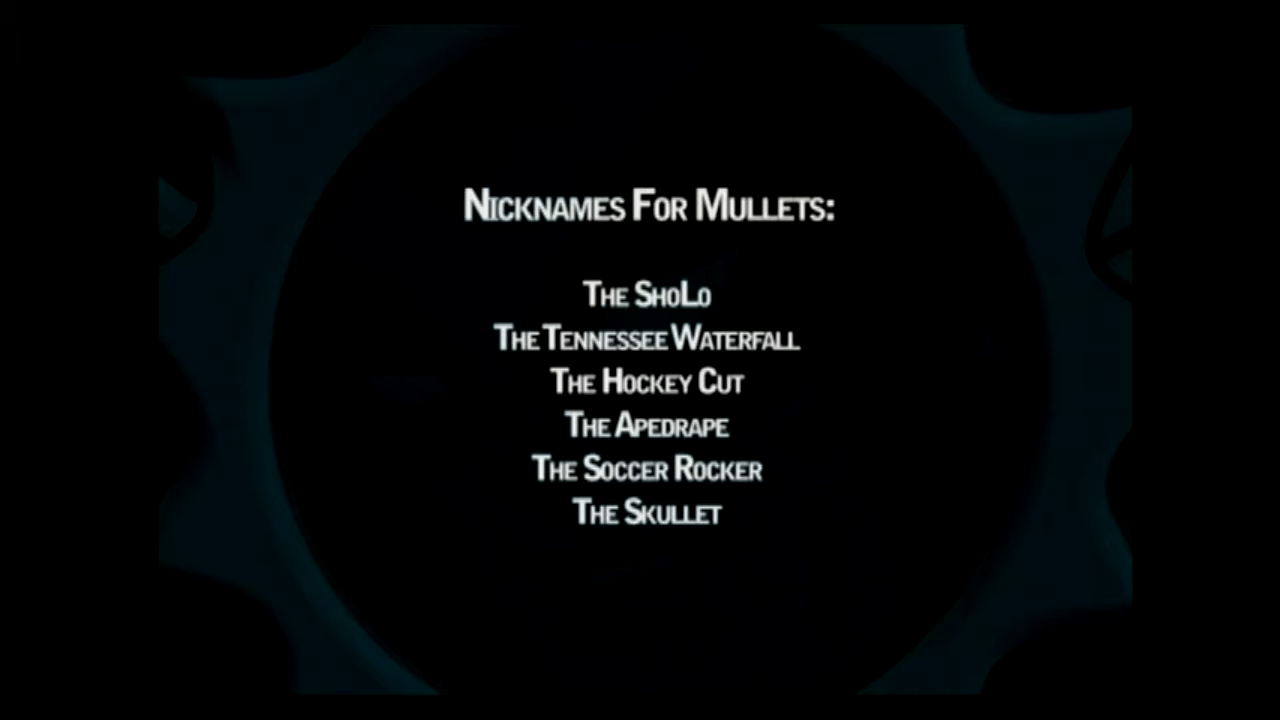 Nicknames For Mullets:
The ShoLo
The Tennessee Waterfall
The Hockey Cut
The Apedrape
The Soccer Rocker
The Skullet